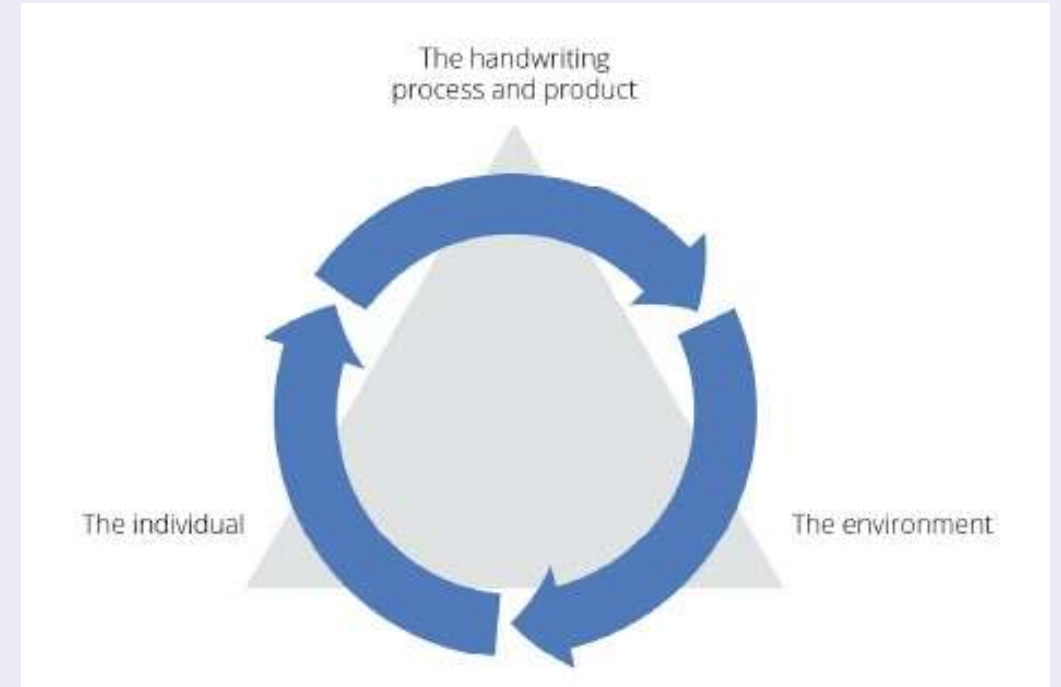 The handwriting
process and product
The individual
The environment